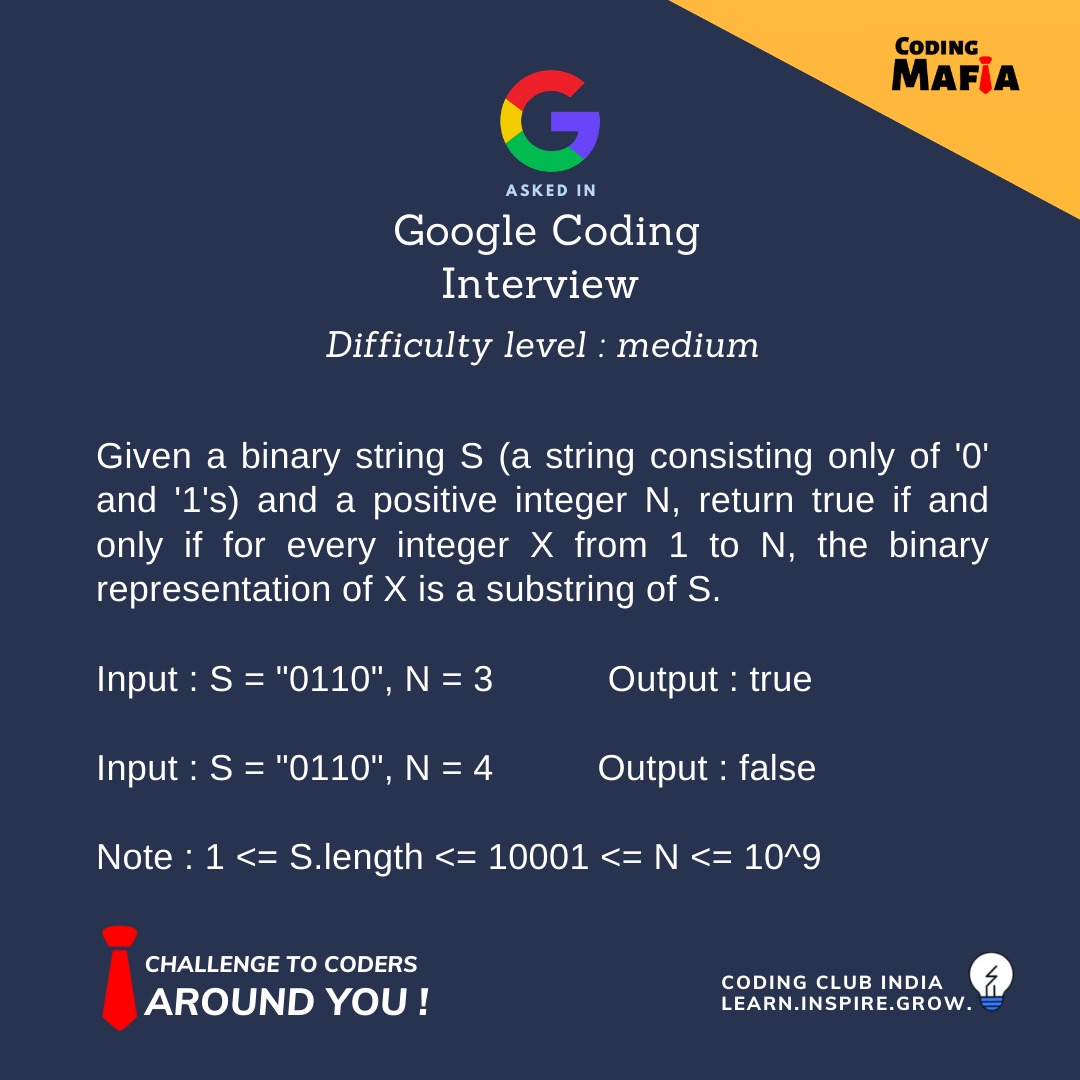 CODING
MAFIA
ASKED IN
Google Coding
Interview
Difficulty level : medium
Given a binary string S (a string consisting only of '0'
and '1's) and a positive integer N, return true if and
only if for every integer X from 1 to N, the binary
representation of X is a substring of S.
Input : S = "0110", N = 3 Output : true
Input : S = "0110", N = 4 Output : false
Note : 1 <= S.length <= 10001 <= N <= 10^9
CHALLENGE TO CODERS
AROUND YOU !
CODING CLUB INDIA
LEARN.INSPIRE.GROW.